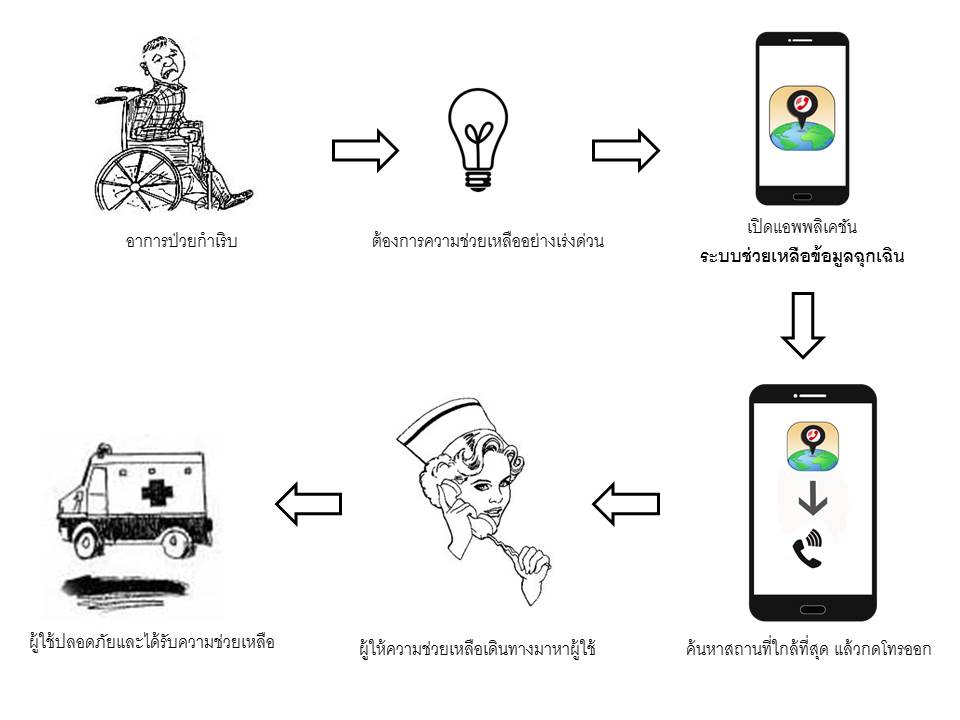 อาการป่วยกำเริบ
ต้องการความช่วยเหลืออย่างเร่งด่วน
เปิดแอพพลิเคชัน
ระบบช่วยเหลือข้อมูลฉุกเฉิน
ผู้ใช้ปลอดภัยและได้รับความช่วยเหลือ
ผู้ให้ความช่วยเหลือเดินทางมาหาผู้ใช้
ค้นหาสถานที่ใกล้ที่สุด แล้วกดโทรออก